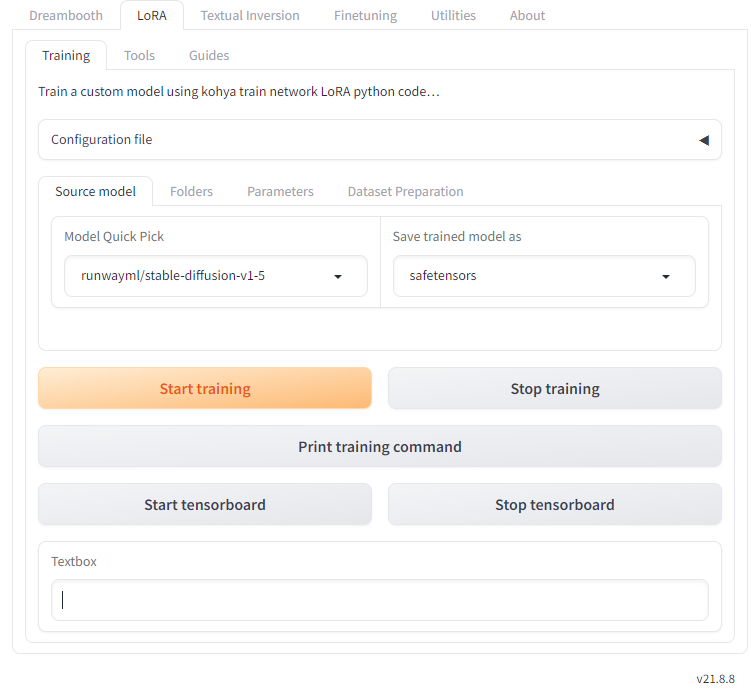 Dreambooth LoRA Textual Inversion Finetuning Utilities About
Training Tools Guides
Train a custom model using kohya train network LoRA python code…
Configuration file
Source model Folders Parameters Dataset Preparation
Model Quick Pick Save trained model as
runwayml/stable-diffusion-v1-5 safetensors
Start training Stop training
Print training command
Start tensorboard Stop tensorboard
Textbox
v21.8.8